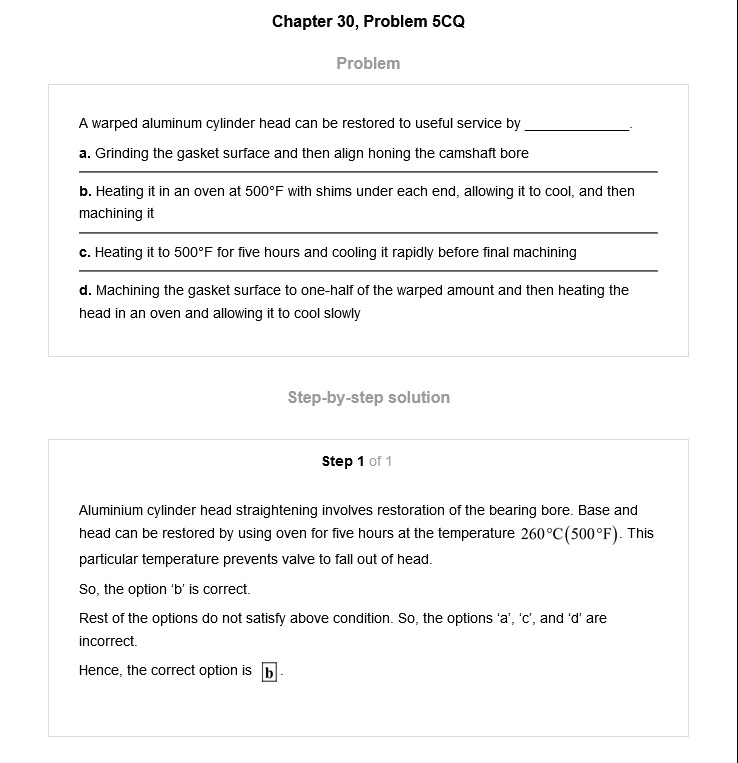 Chapter 30, Problem 5CQ
Problem
A warped aluminum cylinder head can be restored to useful service by ______________.
a. Grinding the gasket surface and then align honing the camshaft bore
b. Heating it in an oven at 500°F with shims under each end, allowing it to cool, and then
machining it
c. Heating it to 500°F for five hours and cooling it rapidly before final machining
d. Machining the gasket surface to one-half of the warped amount and then heating the
head in an oven and allowing it to cool slowly
Step-by-step solution
Step 1 of 1
Aluminium cylinder head straightening involves restoration of the bearing bore. Base and
head can be restored by using oven for five hours at the temperature 260°C(500°F). This
particular temperature prevents valve to fall out of head.
So, the option ‘b’ is correct.
Rest of the options do not satisfy above condition. So, the options ‘a’, ‘c’, and ‘d’ are
incorrect.
Hence, the correct option is b.